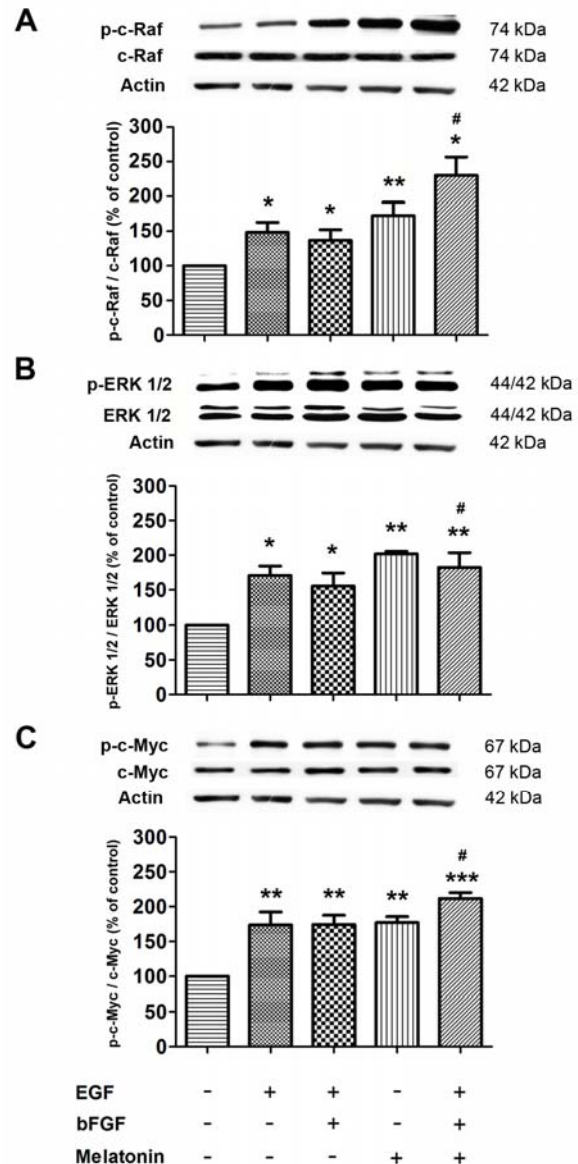 A
p-c-Raf 74 kDa
c-Raf 74 kDa
Actin 42 kDa
p-c-Raf / c-Raf (% of control)
300
250
200
150
100
50
0
*
*
**
#
*
B
p-ERK 1/2 44/42 kDa
ERK 1/2 44/42 kDa
Actin 42 kDa
p-ERK 1/2 / ERK 1/2 (% of control)
300
250
200
150
100
50
0
*
*
**
#
**
C
p-c-Myc 67 kDa
c-Myc 67 kDa
Actin 42 kDa
p-c-Myc / c-Myc (% of control)
300
250
200
150
100
50
0
**
**
**
#
***
EGF - + + - +
bFGF - - + - +
Melatonin - - - + +